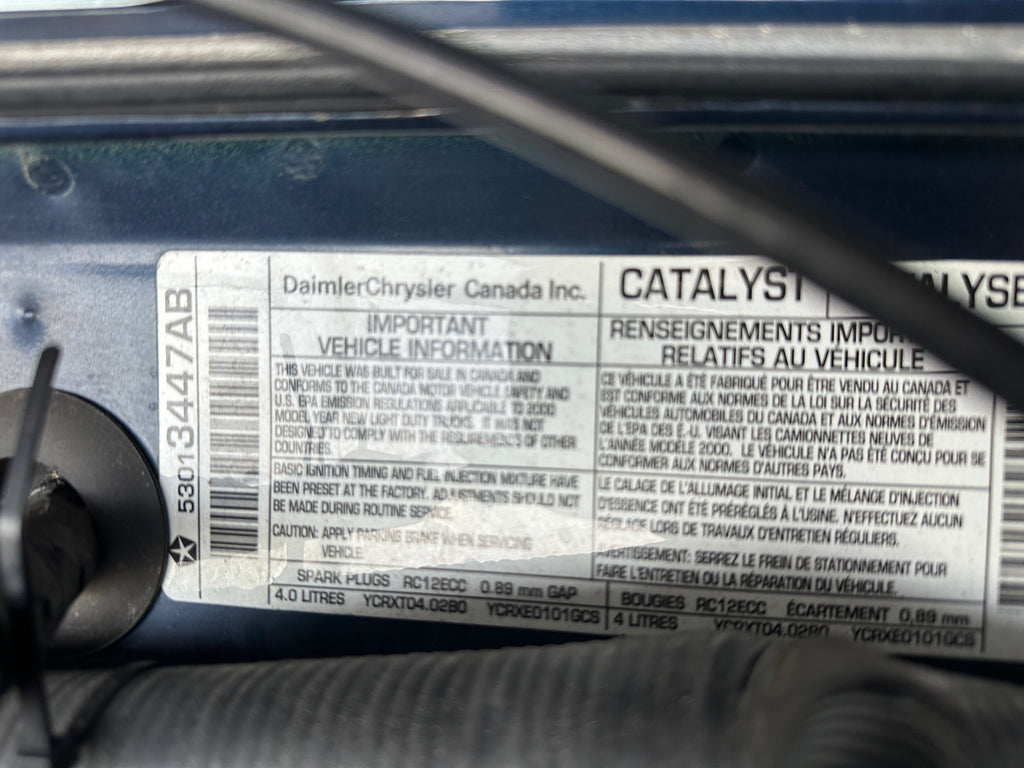 53013447AB
DaimlerChrysler Canada Inc.
IMPORTANT
VEHICLE INFORMATION
THIS VEHICLE WAS BUILT FOR SALE IN CANADA AND
CONFORMS TO THE CANADA MOTOR VEHICLE SAFETY AND
U.S. EPA EMISSION REGULATIONS APPLICABLE TO 2000
MODEL YEAR NEW LIGHT DUTY TRUCKS. IT WAS NOT
DESIGNED TO COMPLY WITH THE REQUIREMENTS OF OTHER
COUNTRIES.
BASIC IGNITION TIMING AND FUEL INJECTION MIXTURE HAVE
BEEN PRESET AT THE FACTORY. ADJUSTMENTS SHOULD NOT
BE MADE DURING ROUTINE SERVICE.
CAUTION: APPLY PARKING BRAKE WHEN SERVICING
VEHICLE.
SPARK PLUGS RC12ECC 0.89 mm GAP
4.0 LITRES YCRXT04.02B0 YCRXE0101GCS
CATALYST
RENSEIGNEMENTS
RELATIFS AU VÉHICULE
CE VÉHICULE A ÉTÉ FABRIQUÉ POUR ÊTRE VENDU AU CANADA ET
EST CONFORME AUX NORMES DE LA LOI SUR LA SÉCURITÉ DES
VÉHICULES AUTOMOBILES DU CANADA ET AUX NORMES D'ÉMISSION
DE L'EPA DES É.-U. VISANT LES CAMIONNETTES NEUVES DE
L'ANNÉE MODÈLE 2000. LE VÉHICULE N'A PAS ÉTÉ CONÇU POUR SE
CONFORMER AUX NORMES D'AUTRES PAYS.
LE CALAGE DE L'ALLUMAGE INITIAL ET LE MÉLANGE D'INJECTION
D'ESSENCE ONT ÉTÉ PRÉRÉGLÉS À L'USINE. N'EFFECTUEZ AUCUN
RÉGLAGE LORS DE TRAVAUX D'ENTRETIEN RÉGULIERS.
AVERTISSEMENT: SERREZ LE FREIN DE STATIONNEMENT POUR
FAIRE L'ENTRETIEN OU LA RÉPARATION DU VÉHICULE.
BOUGIES RC12ECC ÉCARTEMENT 0,89 mm
4 LITRES YCRXT04.02B0 YCRXE0101GCS